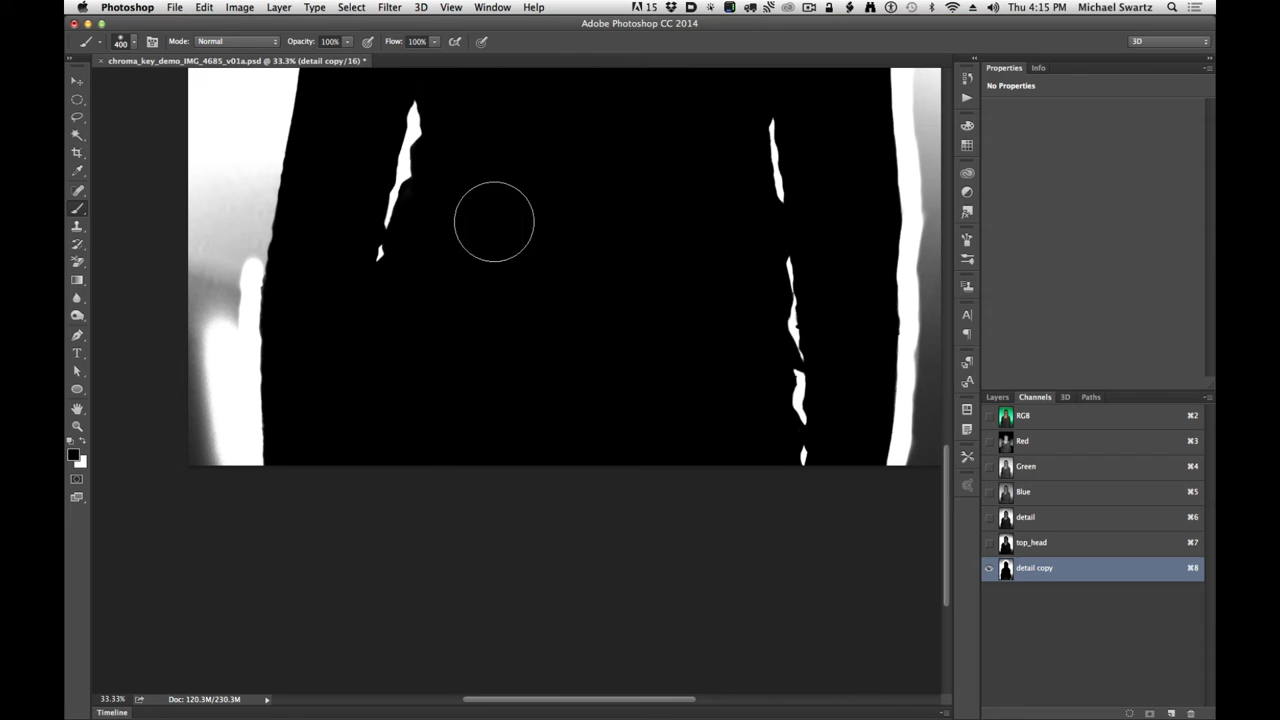 Photoshop File Edit Image Layer Type Select Filter 3D View Window Help 15 Thu 4:15 PM Michael Swartz
Adobe Photoshop CC 2014
400 Mode: Normal Opacity: 100% Flow: 100% 3D
× chroma_key_demo_IMG_4685_v01a.psd @ 33.3% (detail copy/16) *
Properties Info
No Properties
Layers Channels 3D Paths
RGB ⌘2
Red ⌘3
Green ⌘4
Blue ⌘5
detail ⌘6
top_head ⌘7
detail copy ⌘8
33.33% Doc: 120.3M/230.3M
Timeline